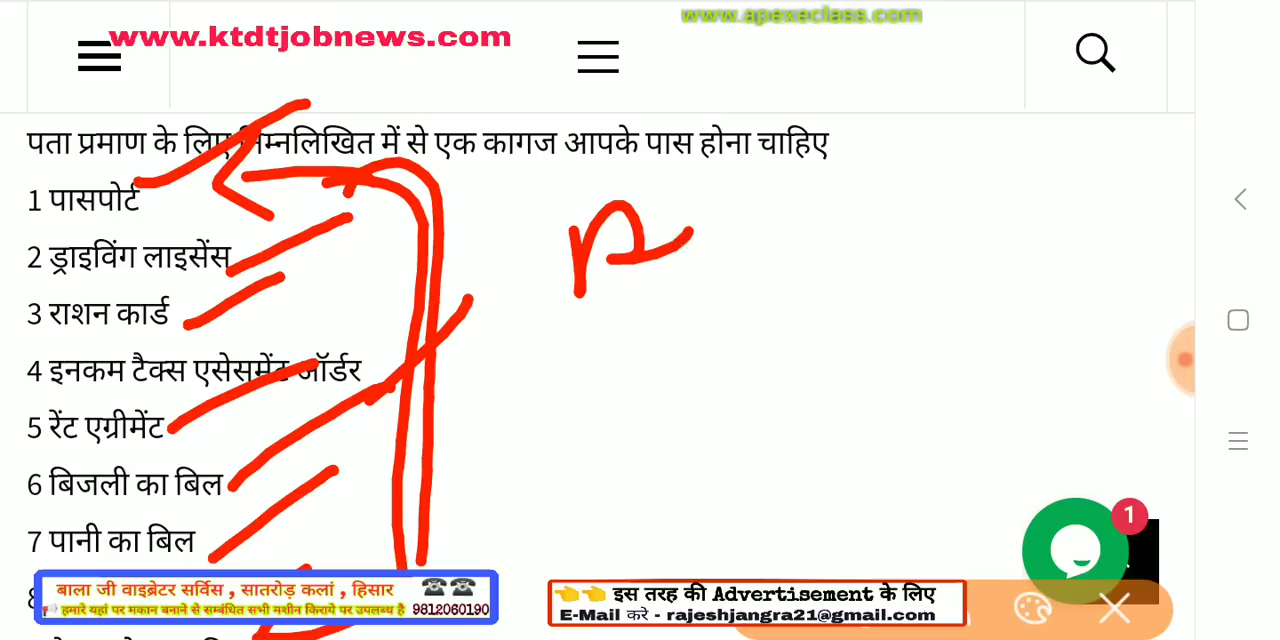 www.apexeclass.com
www.ktdtjobnews.com
पता प्रमाण के लिए निम्नलिखित में से एक कागज आपके पास होना चाहिए
1 पासपोर्ट
2 ड्राइविंग लाइसेंस
3 राशन कार्ड
4 इनकम टैक्स एसेसमेंट ऑर्डर
5 रेंट एग्रीमेंट
6 बिजली का बिल
7 पानी का बिल
1
बाला जी वाइब्रेटर सर्विस , सातरोड़ कलां , हिसार
हमारे यहां पर मकान बनाने से सम्बंधित सभी मशीन किराये पर उपलब्ध है 9812060190
इस तरह की Advertisement के लिए
E-Mail करे - rajeshjangra21@gmail.com